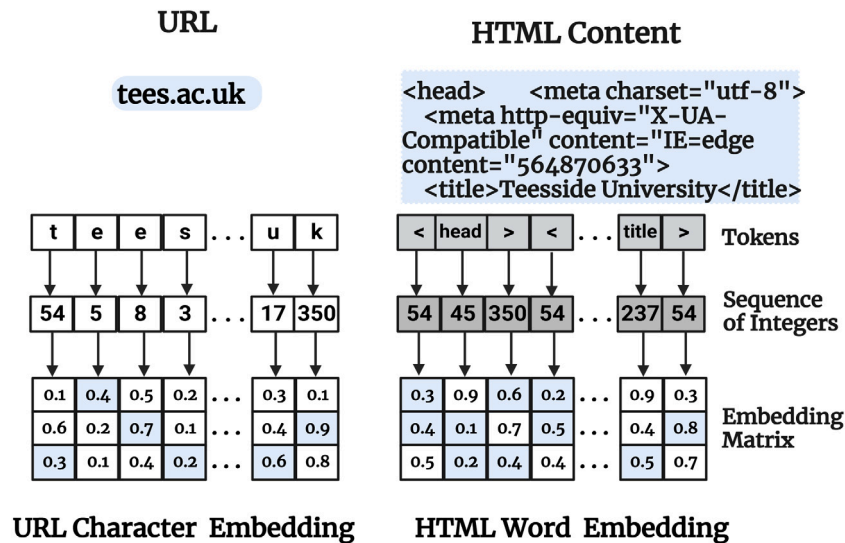 URL
tees.ac.uk
t e e s . . . u k
54 5 8 3 . . . 17 350
0.1 0.4 0.5 0.2 . . . 0.3 0.1
0.6 0.2 0.7 0.1 . . . 0.4 0.9
0.3 0.1 0.4 0.2 . . . 0.6 0.8
URL Character Embedding
HTML Content
<head> <meta charset="utf-8">
<meta http-equiv="X-UA-
Compatible" content="IE=edge
content="564870633">
<title>Teesside University</title>
< head > < . . . title >
Tokens
54 45 350 54 . . . 237 54
Sequence
of Integers
0.3 0.9 0.6 0.2 . . . 0.9 0.3
0.4 0.1 0.7 0.5 . . . 0.4 0.8
0.5 0.2 0.4 0.4 . . . 0.5 0.7
Embedding
Matrix
HTML Word Embedding